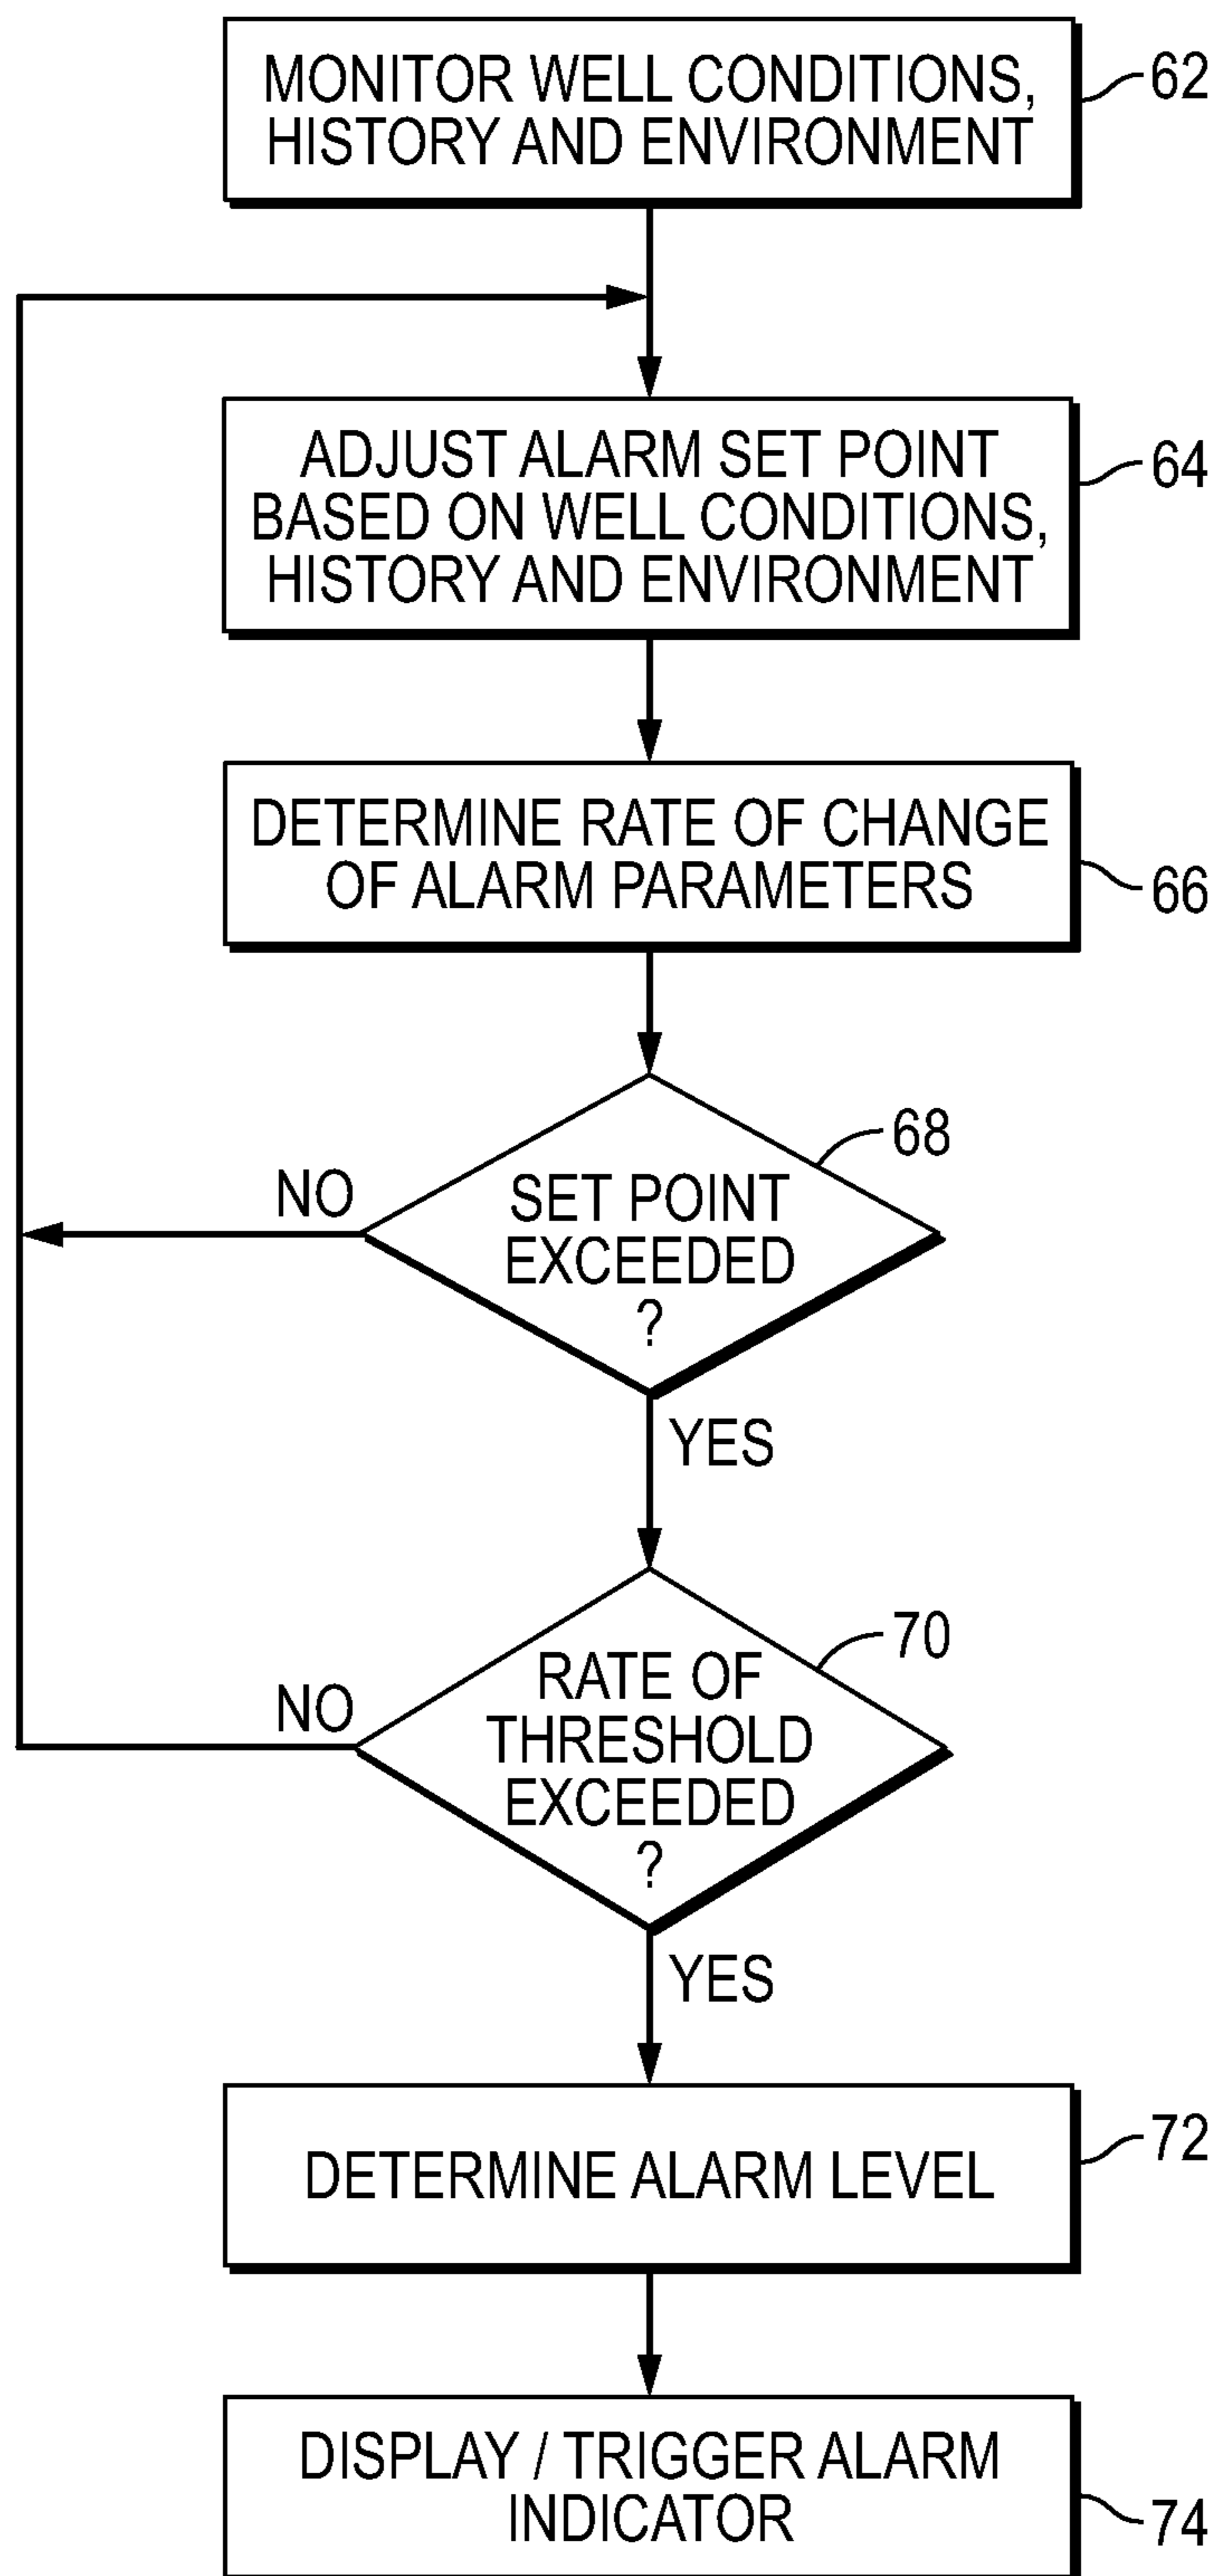 MONITOR WELL CONDITIONS,
HISTORY AND ENVIRONMENT
62
ADJUST ALARM SET POINT
BASED ON WELL CONDITIONS,
HISTORY AND ENVIRONMENT
64
DETERMINE RATE OF CHANGE
OF ALARM PARAMETERS
66
68
NO
SET POINT
EXCEEDED
?
YES
70
NO
RATE OF
THRESHOLD
EXCEEDED
?
YES
DETERMINE ALARM LEVEL
72
DISPLAY / TRIGGER ALARM
INDICATOR
74